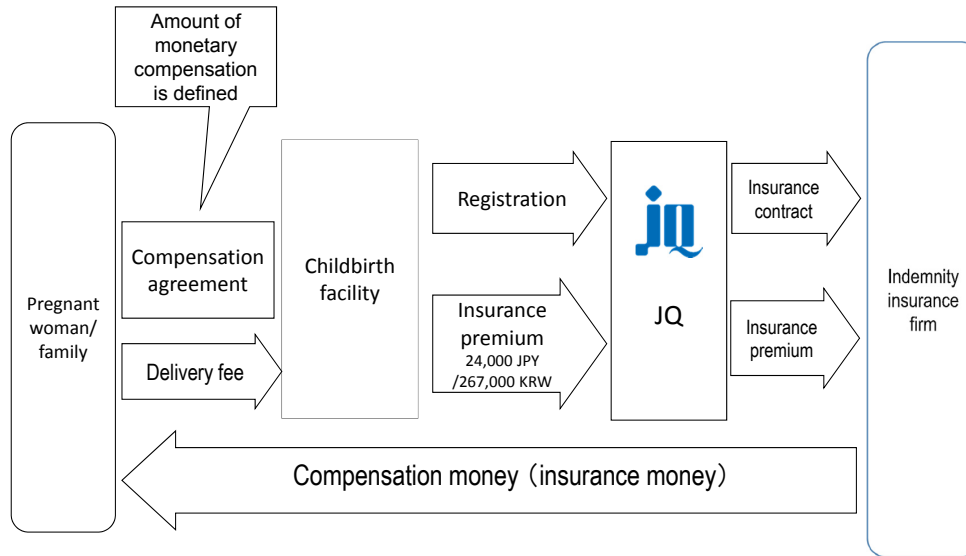 Amount of
monetary
compensation
is defined
Pregnant
woman/
family
Compensation
agreement
Delivery fee
Childbirth
facility
Registration
Insurance
premium
24,000 JPY
/267,000 KRW
jQ
JQ
Insurance
contract
Insurance
premium
Indemnity
insurance
firm
Compensation money（insurance money）